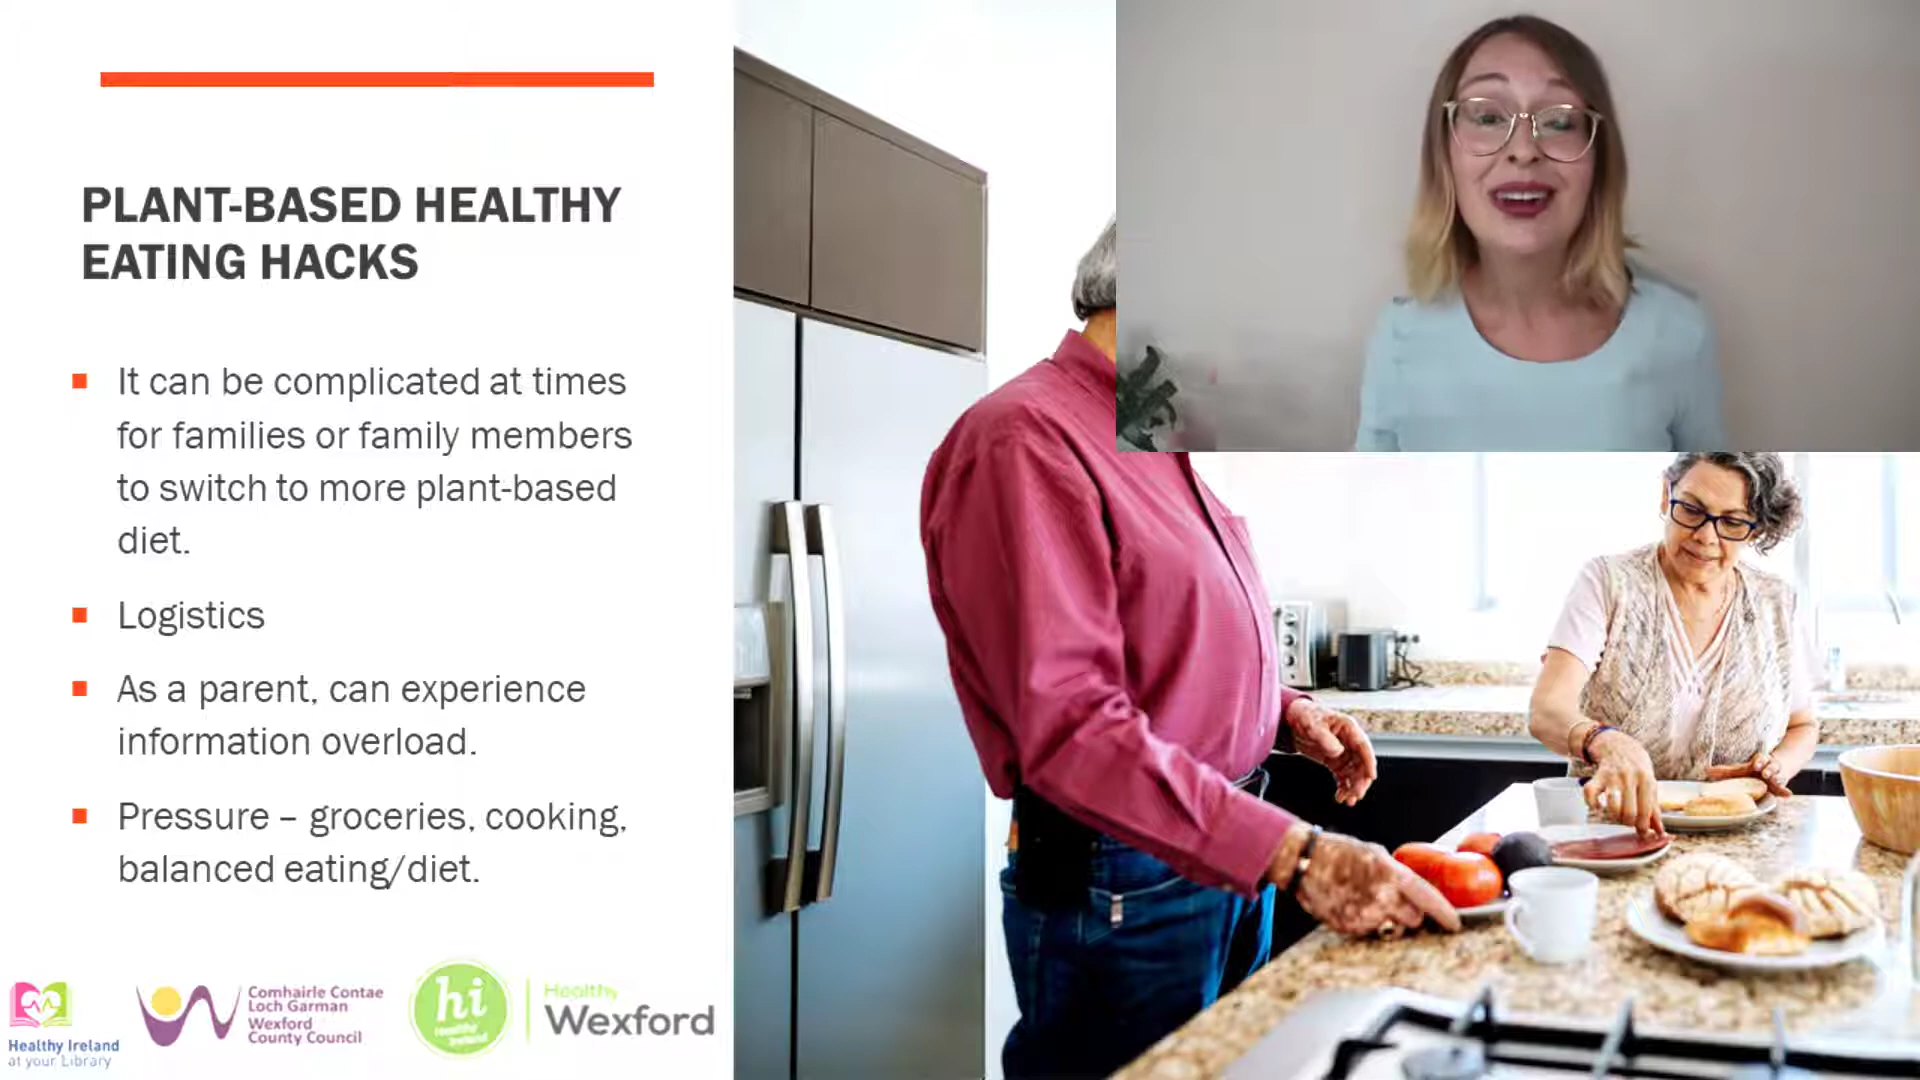 PLANT-BASED HEALTHY
EATING HACKS
It can be complicated at times
for families or family members
to switch to more plant-based
diet.
Logistics
As a parent, can experience
information overload.
Pressure – groceries, cooking,
balanced eating/diet.
Healthy Ireland
at your Library
Comhairle Contae
Loch Garman
Wexford
County Council
hi
Healthy
Ireland
Healthy
Wexford